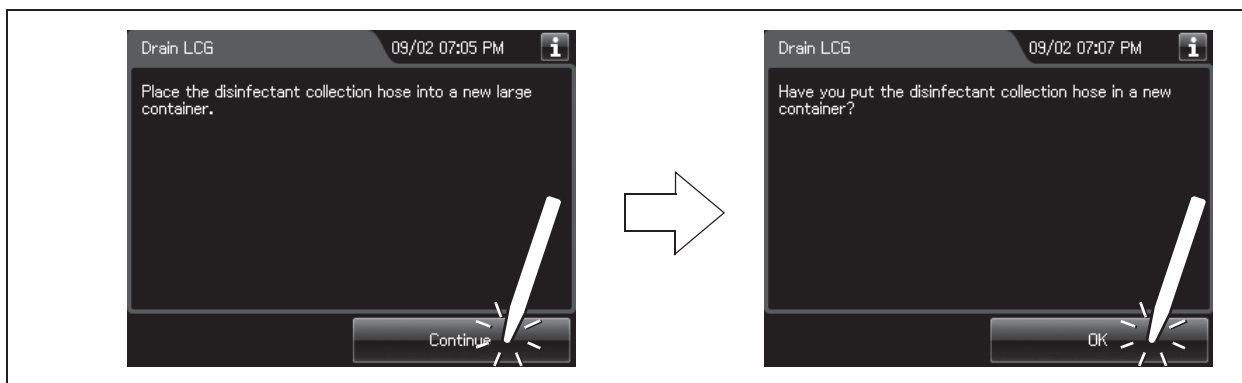 Drain LCG
09/02 07:05 PM
i
Place the disinfectant collection hose into a new large
container.
Continue
Drain LCG
09/02 07:07 PM
i
Have you put the disinfectant collection hose in a new
container?
OK